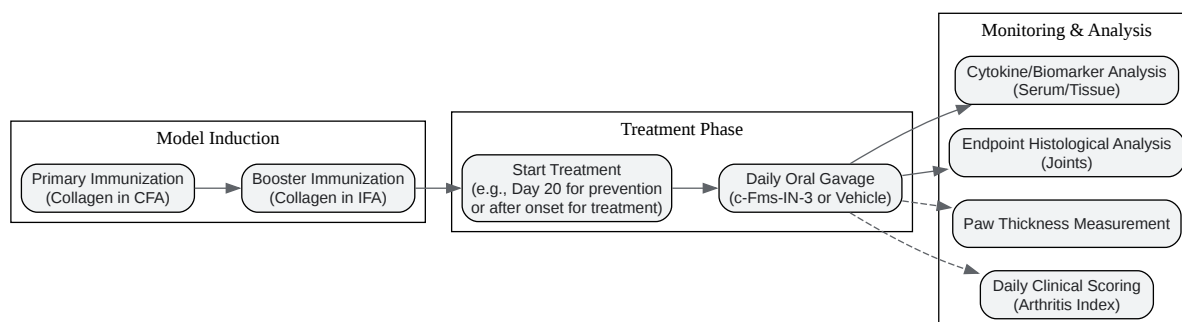 Model Induction
Primary Immunization
(Collagen in CFA)
Booster Immunization
(Collagen in IFA)
Treatment Phase
Start Treatment
(e.g., Day 20 for prevention
or after onset for treatment)
Daily Oral Gavage
(c-Fms-IN-3 or Vehicle)
Monitoring & Analysis
Cytokine/Biomarker Analysis
(Serum/Tissue)
Endpoint Histological Analysis
(Joints)
Paw Thickness Measurement
Daily Clinical Scoring
(Arthritis Index)